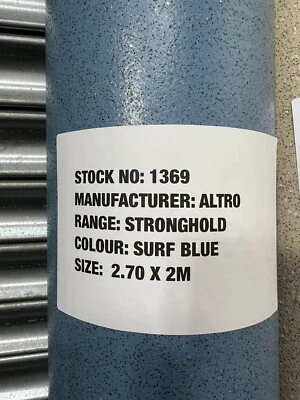 STOCK NO: 1369
MANUFACTURER: ALTRO
RANGE: STRONGHOLD
COLOUR: SURF BLUE
SIZE: 2.70 X 2M